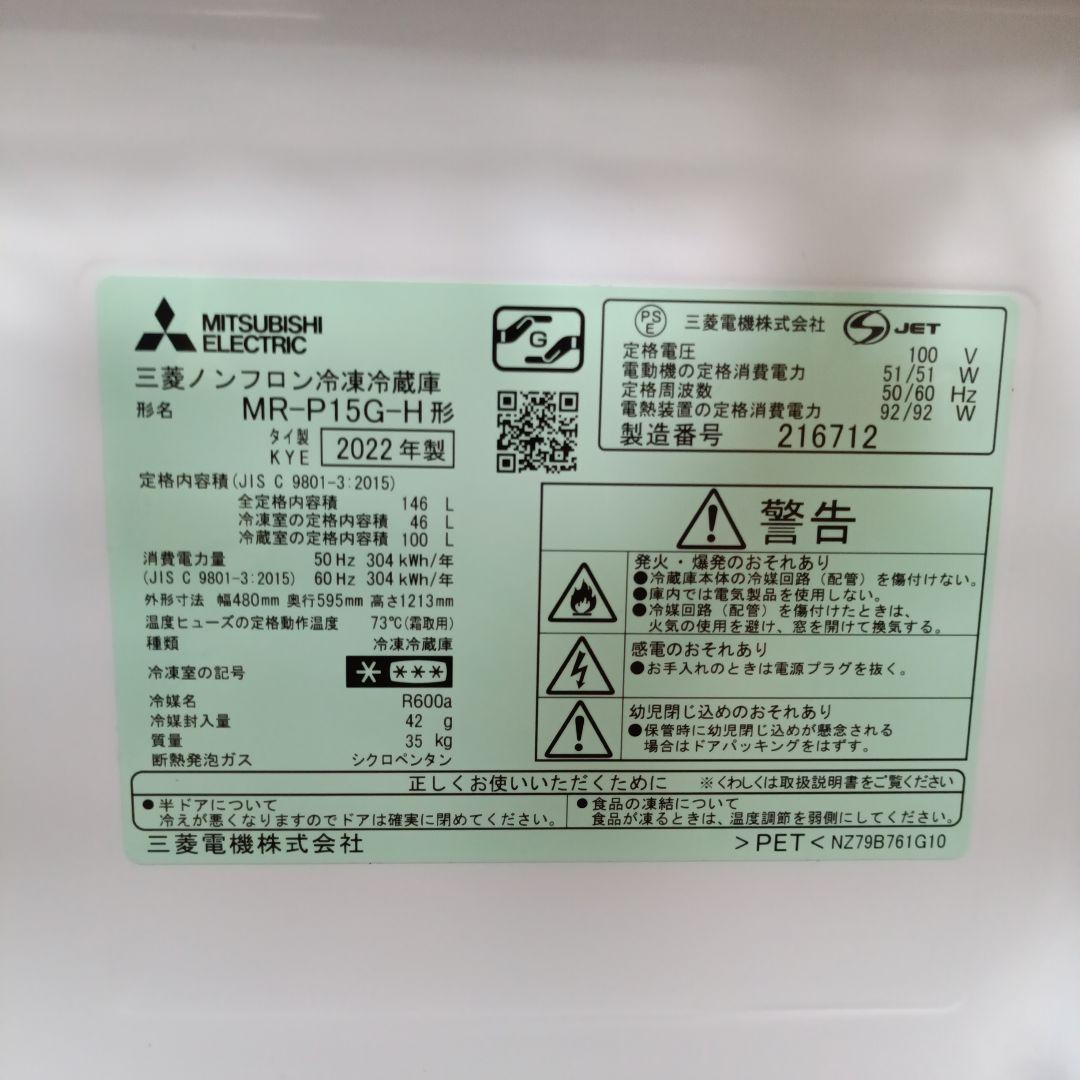 MITSUBISHI
ELECTRIC
三菱ノンフロン冷凍冷蔵庫
形名 MR-P15G-H形
タイ製
KYE
2022年製
定格内容積(JIS C 9801-3:2015)
全定格内容積 146 L
冷凍室の定格内容積 46 L
冷蔵室の定格内容積 100 L
消費電力量 50Hz 304kWh/年
(JIS C 9801-3:2015) 60Hz 304kWh/年
外形寸法 幅480mm 奥行595mm 高さ1213mm
温度ヒューズの定格動作温度 73℃(霜取用)
種類 冷凍冷蔵庫
冷凍室の記号 * ***
冷媒名 R600a
冷媒封入量 42 g
質量 35 kg
断熱発泡ガス シクロペンタン
G
PS
E
三菱電機株式会社
S JET
定格電圧 100 V
電動機の定格消費電力 51/51 W
定格周波数 50/60 Hz
電熱装置の定格消費電力 92/92 W
製造番号 216712
警告
発火・爆発のおそれあり
●冷蔵庫本体の冷媒回路(配管)を傷付けない。
●庫内では電気製品を使用しない。
●冷媒回路(配管)を傷付けたときは、
火気の使用を避け、窓を開けて換気する。
感電のおそれあり
●お手入れのときは電源プラグを抜く。
幼児閉じ込めのおそれあり
●保管時に幼児閉じ込めが懸念される
場合はドアパッキングをはずす。
正しくお使いいただくために ※くわしくは取扱説明書をご覧ください
●半ドアについて
冷えが悪くなりますのでドアは確実に閉めてください。
●食品の凍結について
食品が凍るときは、温度調節を弱側にしてください。
三菱電機株式会社
>PET< NZ79B761G10